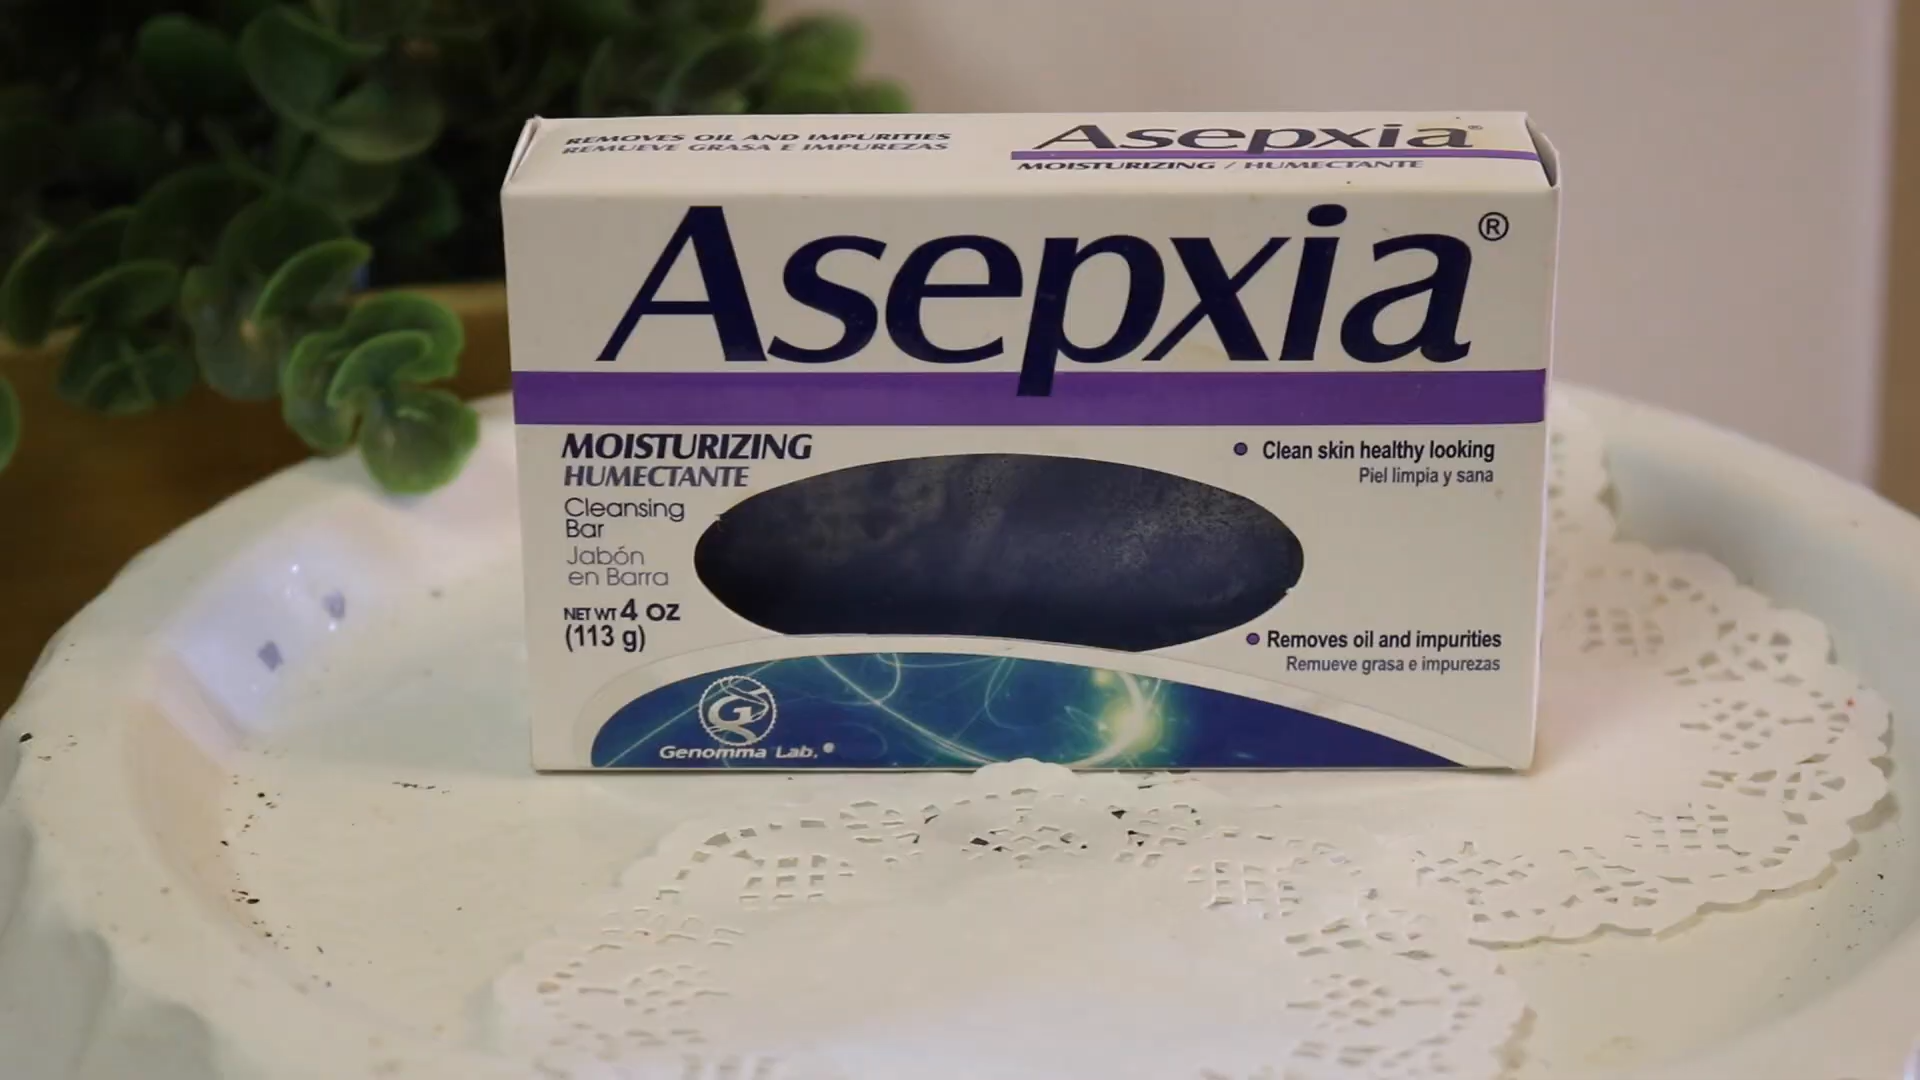 REMOVES OIL AND IMPURITIES
REMUEVE GRASA E IMPUREZAS
Asepxia®
MOISTURIZING / HUMECTANTE
Asepxia®
MOISTURIZING
HUMECTANTE
Cleansing
Bar
Jabón
en Barra
NET WT 4 OZ
(113 g)
• Clean skin healthy looking
Piel limpia y sana
• Removes oil and impurities
Remueve grasa e impurezas
G
Genomma Lab.®